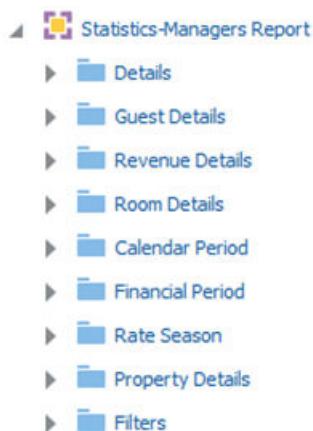 Statistics-Managers Report
Details
Guest Details
Revenue Details
Room Details
Calendar Period
Financial Period
Rate Season
Property Details
Filters